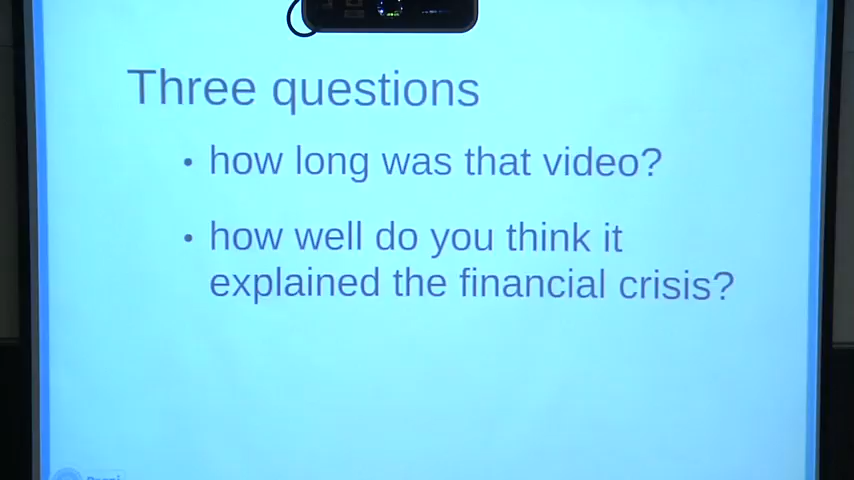 Three questions
• how long was that video?
• how well do you think it
explained the financial crisis?